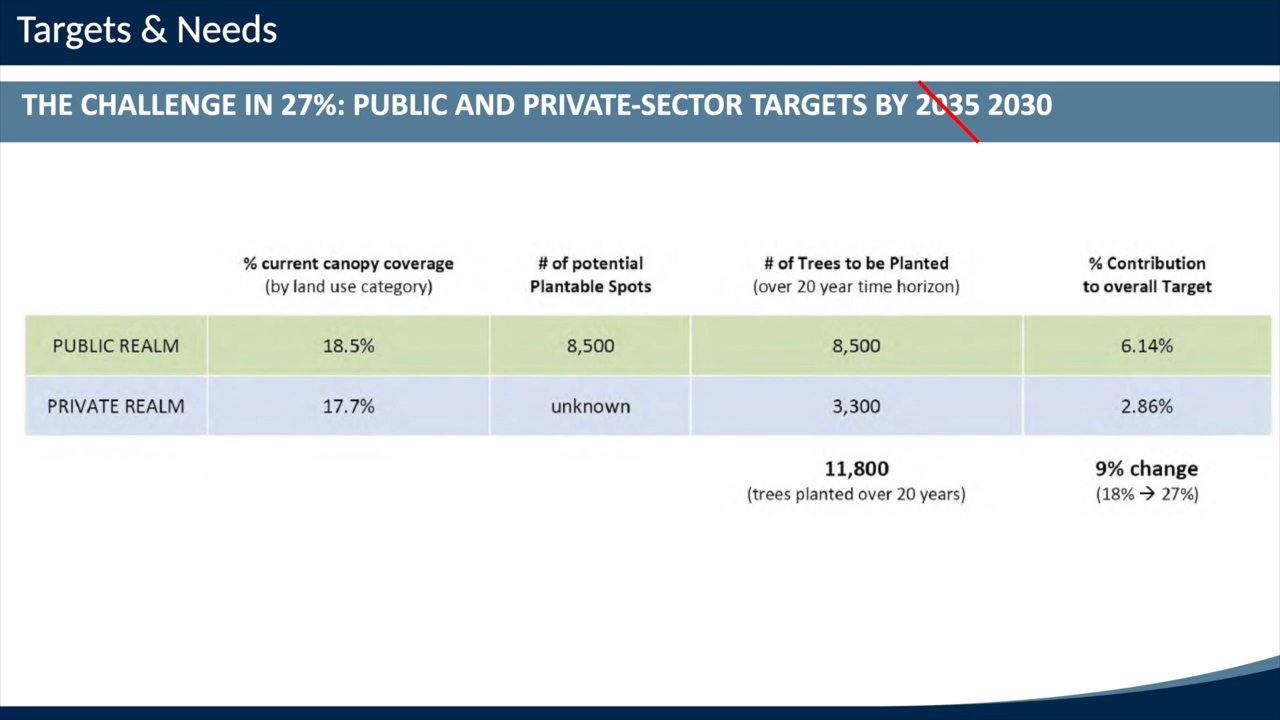 Targets & Needs
THE CHALLENGE IN 27%: PUBLIC AND PRIVATE-SECTOR TARGETS BY 2035 2030
% current canopy coverage
(by land use category)
# of potential
Plantable Spots
# of Trees to be Planted
(over 20 year time horizon)
% Contribution
to overall Target
PUBLIC REALM 18.5% 8,500 8,500 6.14%
PRIVATE REALM 17.7% unknown 3,300 2.86%
11,800
(trees planted over 20 years)
9% change
(18% → 27%)